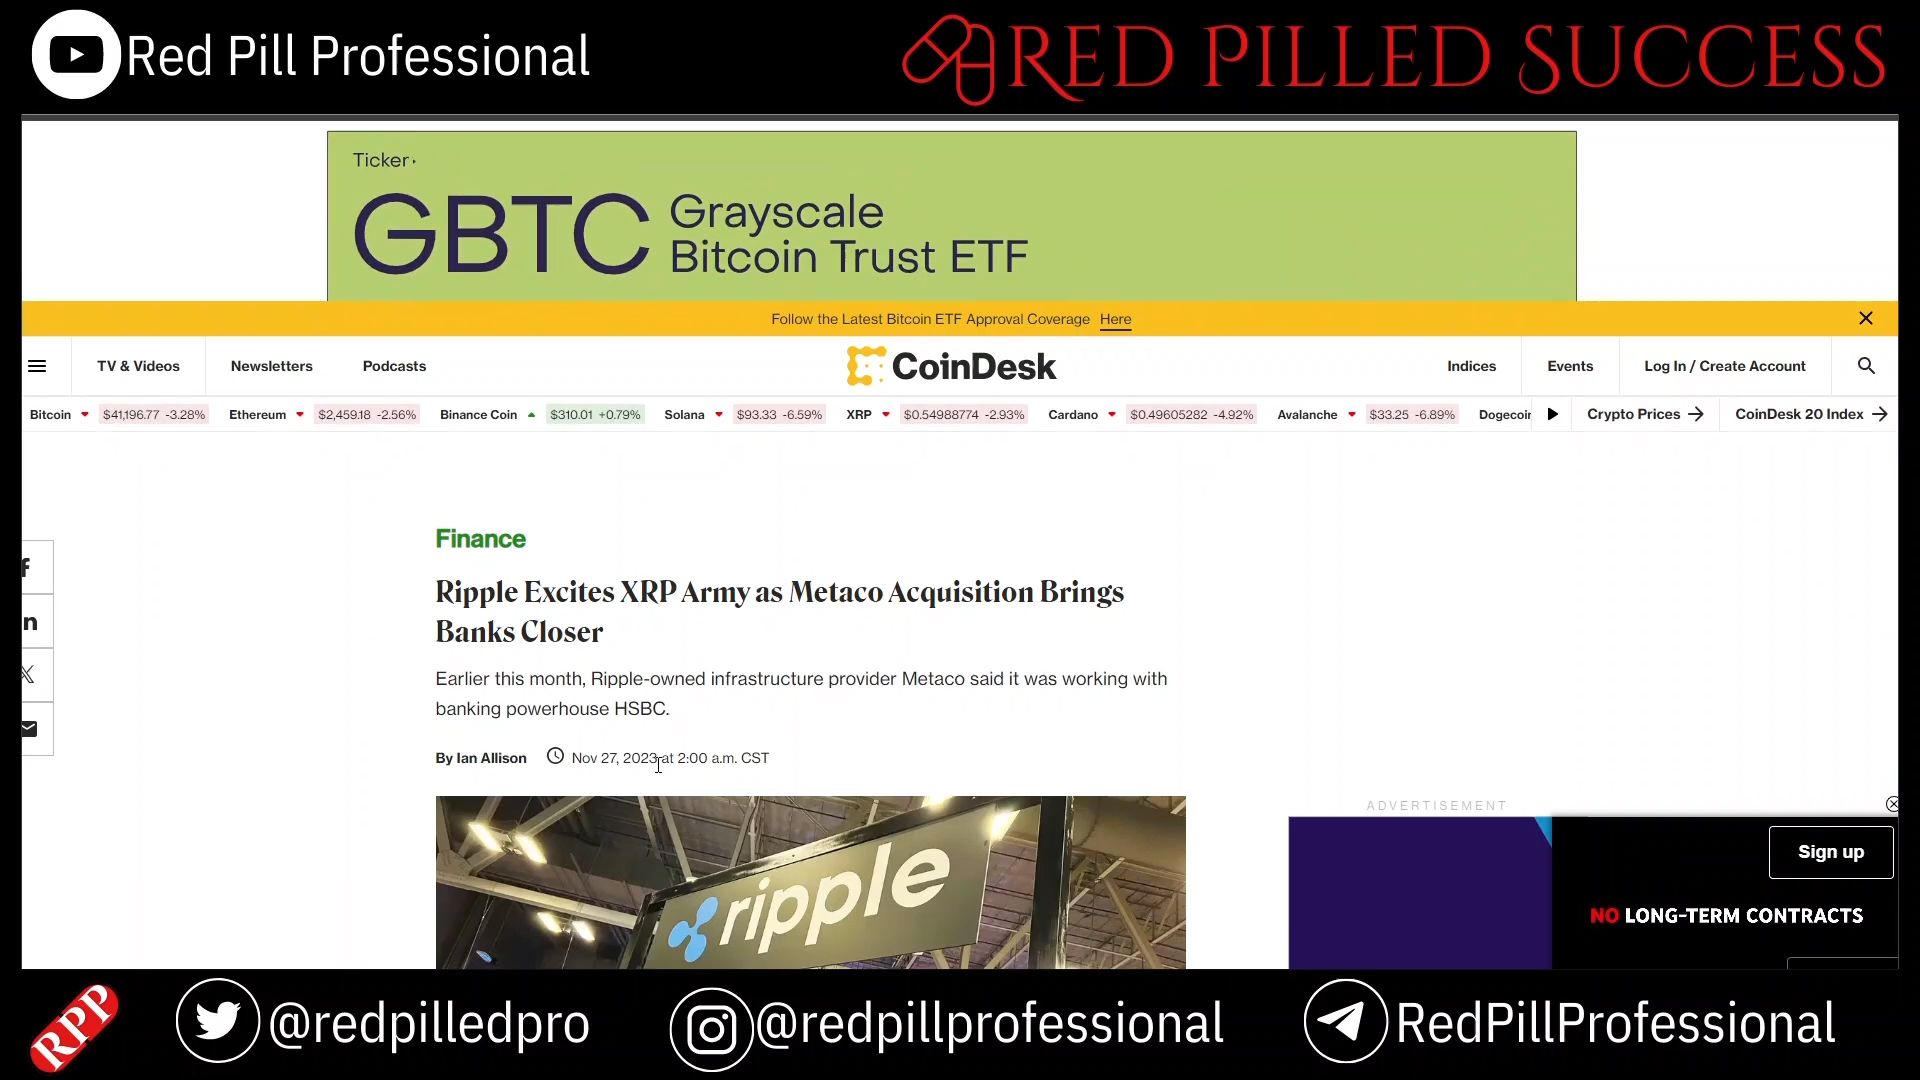 Red Pill Professional
RED PILLED SUCCESS
Ticker
GBTC Grayscale
Bitcoin Trust ETF
Follow the Latest Bitcoin ETF Approval Coverage Here
TV & Videos Newsletters Podcasts CoinDesk Indices Events Log In / Create Account
Bitcoin $41,196.77 -3.28% Ethereum $2,459.18 -2.56% Binance Coin $310.01 +0.79% Solana $93.33 -6.59% XRP $0.54988774 -2.93% Cardano $0.49605282 -4.92% Avalanche $33.25 -6.89% Dogecoin Crypto Prices → CoinDesk 20 Index →
Finance
Ripple Excites XRP Army as Metaco Acquisition Brings
Banks Closer
Earlier this month, Ripple-owned infrastructure provider Metaco said it was working with
banking powerhouse HSBC.
By Ian Allison Nov 27, 2023 at 2:00 a.m. CST
ADVERTISEMENT
ripple
Sign up
NO LONG-TERM CONTRACTS
RPP @redpilledpro @redpillprofessional RedPillProfessional